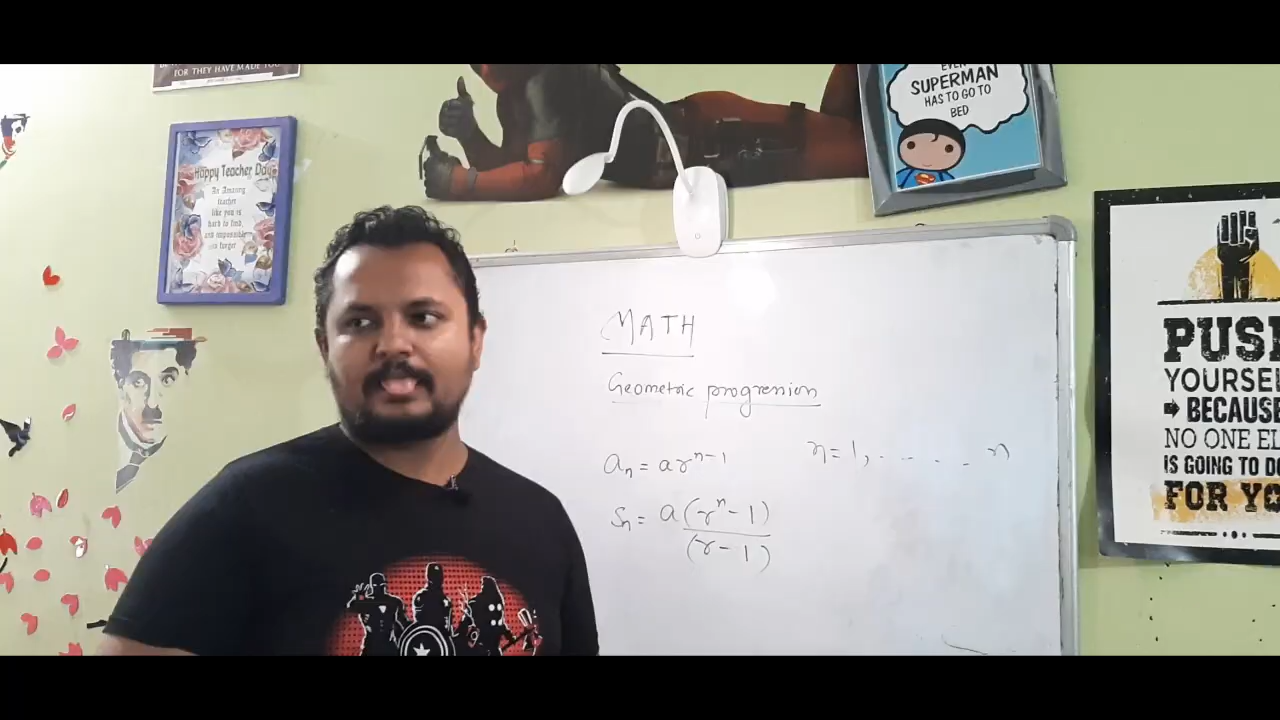 FOR THEY HAVE MADE YOU
Happy Teacher Day
An Amazing
teacher
like you is
hard to find,
and impossible
to forget
EVEN
SUPERMAN
HAS TO GO TO
BED
MATH
Geometric progression
aₙ = arⁿ⁻¹ n = 1, . . . . n
Sₙ = a(rⁿ - 1)
(r - 1)
PUS
YOURSE
BECAUSE
NO ONE EL
IS GOING TO DO
FOR YO